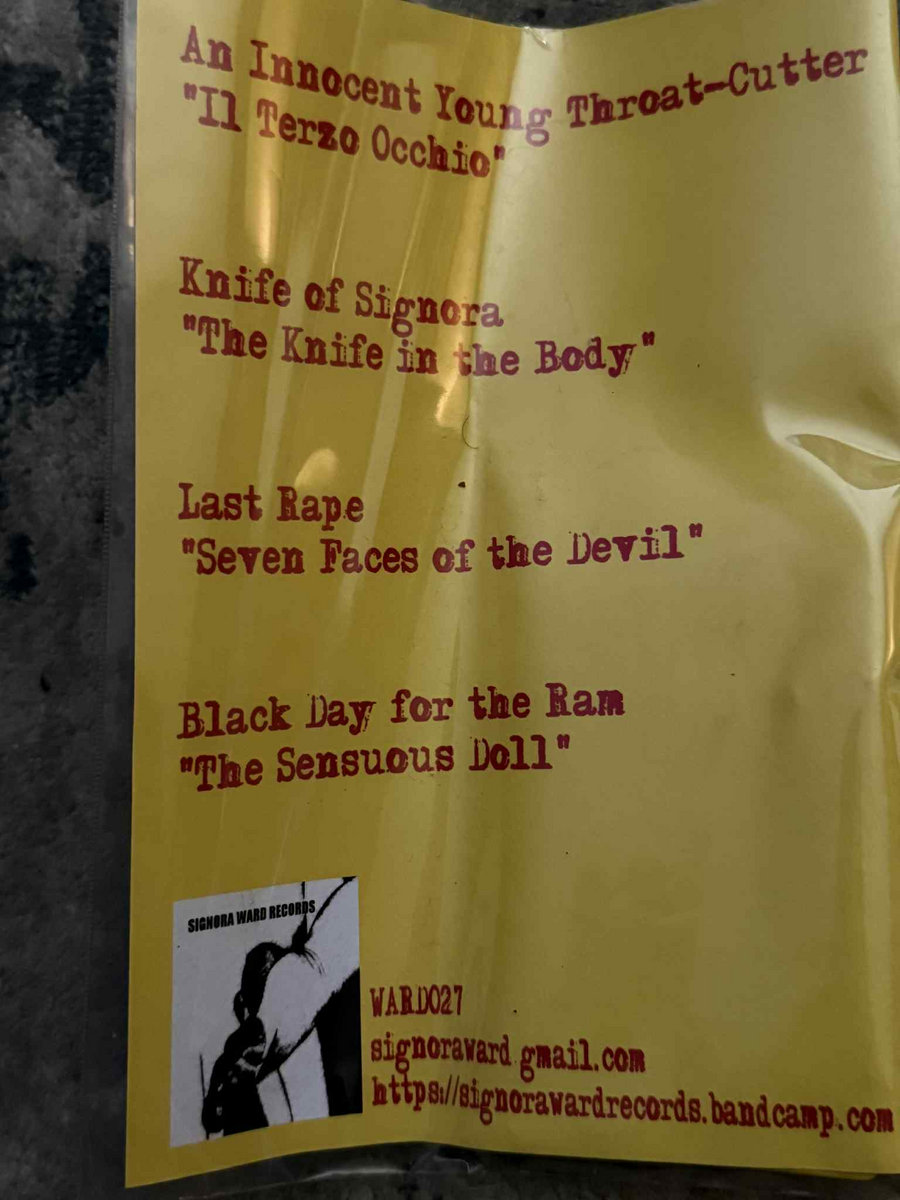 An Innocent Young Throat-Cutter
"Il Terzo Occhio"
Knife of Signora
"The Knife in the Body"
Last Rape
"Seven Faces of the Devil"
Black Day for the Ram
"The Sensuous Doll"
SIGNORA WARD RECORDS
WARD027
signoraward gmail.com
https://signorawardrecords.bandcamp.com